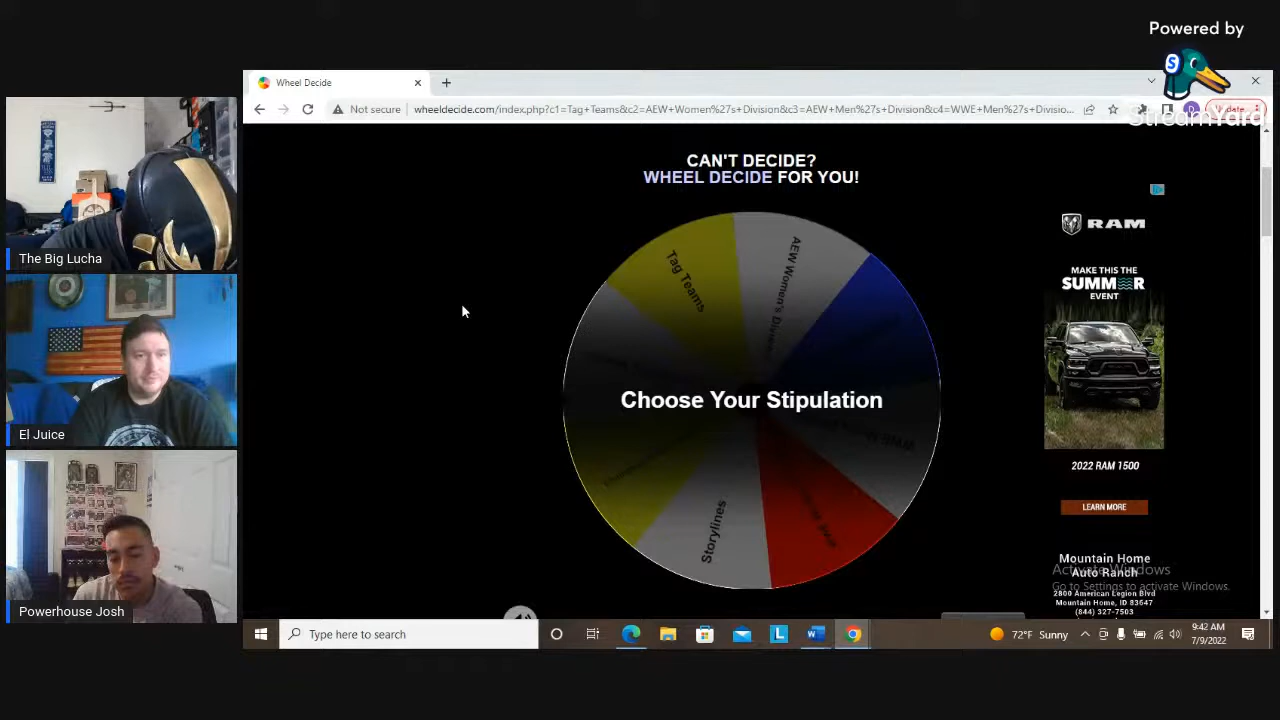 Powered by
StreamYard
Wheel Decide
Not secure
wheeldecide.com/index.php?c1=Tag+Teams&c2=AEW+Women%27s+Division&c3=AEW+Men%27s+Division&c4=WWE+Men%27s+Divisio...
CAN'T DECIDE?
WHEEL DECIDE FOR YOU!
Tag Teams
AEW Women's Division
Choose Your Stipulation
Storylines
RAM
MAKE THIS THE
SUMMER
EVENT
2022 RAM 1500
LEARN MORE
Mountain Home
Auto Ranch
2800 American Legion Blvd
Mountain Home, ID 83647
(844) 327-7503
Activate Windows
Go to Settings to activate Windows.
The Big Lucha
El Juice
Powerhouse Josh
Type here to search
72°F Sunny
9:42 AM
7/9/2022